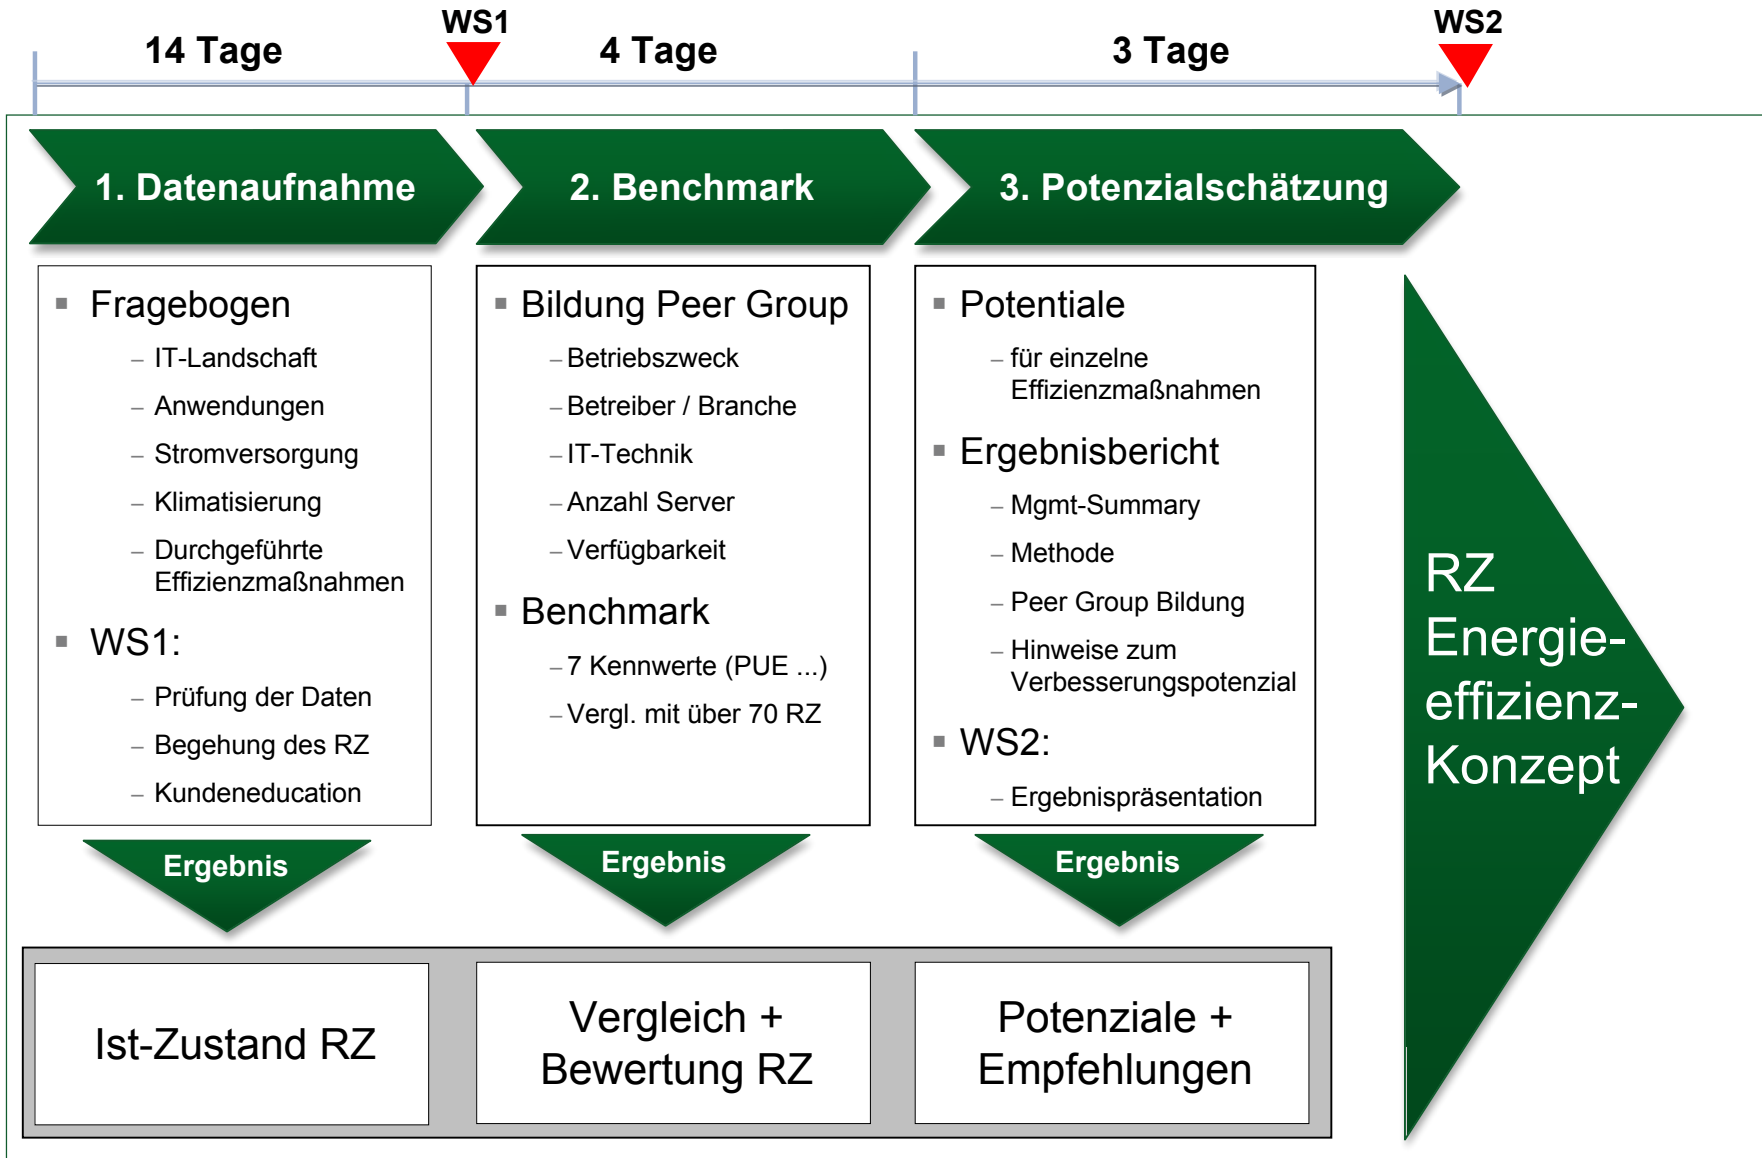 WS1
WS2
14 Tage
4 Tage
3 Tage
1. Datenaufnahme
2. Benchmark
3. Potenzialschätzung
▪ Fragebogen
– IT-Landschaft
– Anwendungen
– Stromversorgung
– Klimatisierung
– Durchgeführte
Effizienzmaßnahmen
▪ WS1:
– Prüfung der Daten
– Begehung des RZ
– Kundeneducation
▪ Bildung Peer Group
– Betriebszweck
– Betreiber / Branche
– IT-Technik
– Anzahl Server
– Verfügbarkeit
▪ Benchmark
– 7 Kennwerte (PUE ...)
– Vergl. mit über 70 RZ
▪ Potentiale
– für einzelne
Effizienzmaßnahmen
▪ Ergebnisbericht
– Mgmt-Summary
– Methode
– Peer Group Bildung
– Hinweise zum
Verbesserungspotenzial
▪ WS2:
– Ergebnispräsentation
RZ
Energie-
effizienz-
Konzept
Ergebnis
Ergebnis
Ergebnis
Ist-Zustand RZ
Vergleich +
Bewertung RZ
Potenziale +
Empfehlungen